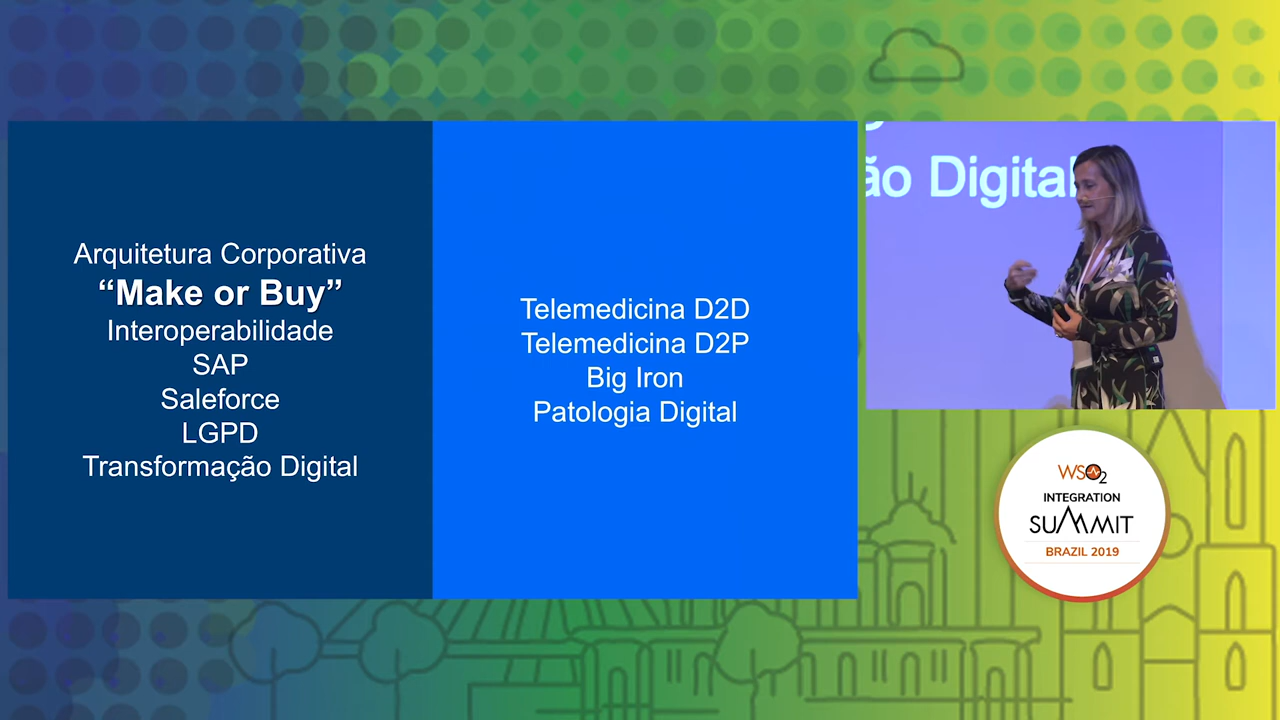 Arquitetura Corporativa
“Make or Buy”
Interoperabilidade
SAP
Saleforce
LGPD
Transformação Digital
Telemedicina D2D
Telemedicina D2P
Big Iron
Patologia Digital
ão Digital
WSO2
INTEGRATION
SUMMIT
BRAZIL 2019